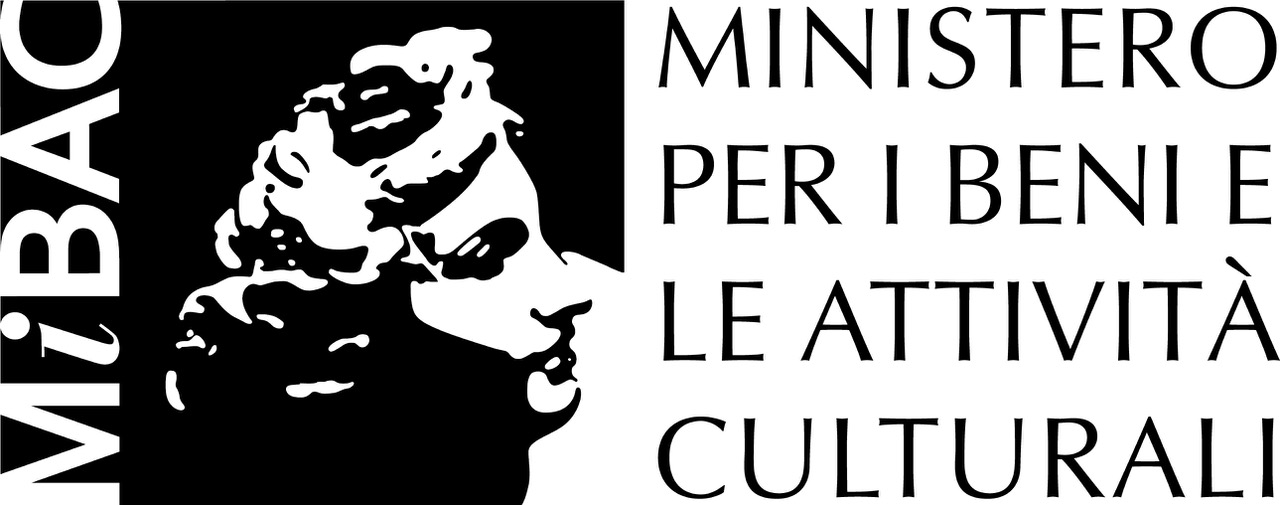 MiBAC
MINISTERO
PER I BENI E
LE ATTIVITÀ
CULTURALI